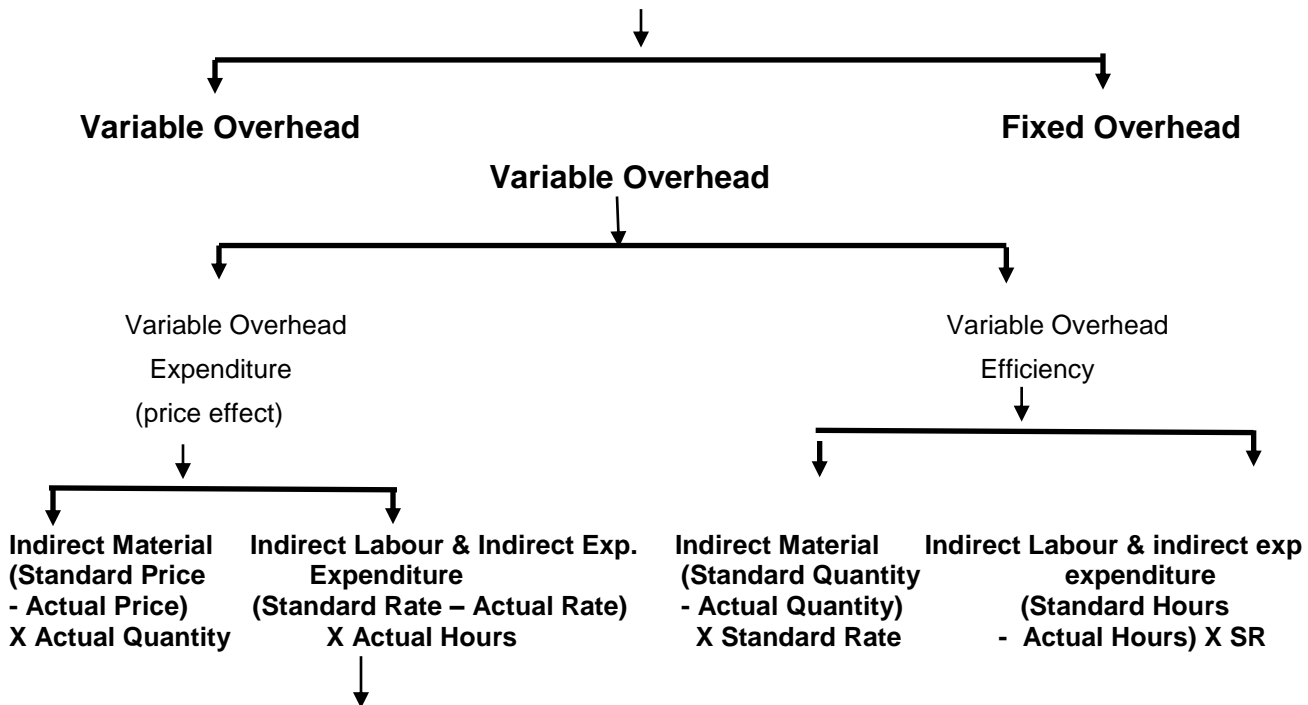 Variable Overhead
Fixed Overhead
Variable Overhead
Variable Overhead
Expenditure
(price effect)
Variable Overhead
Efficiency
Indirect Material
(Standard Price
- Actual Price)
X Actual Quantity
Indirect Labour & Indirect Exp.
Expenditure
(Standard Rate – Actual Rate)
X Actual Hours
Indirect Material
(Standard Quantity
- Actual Quantity)
X Standard Rate
Indirect Labour & indirect exp
expenditure
(Standard Hours
- Actual Hours) X SR